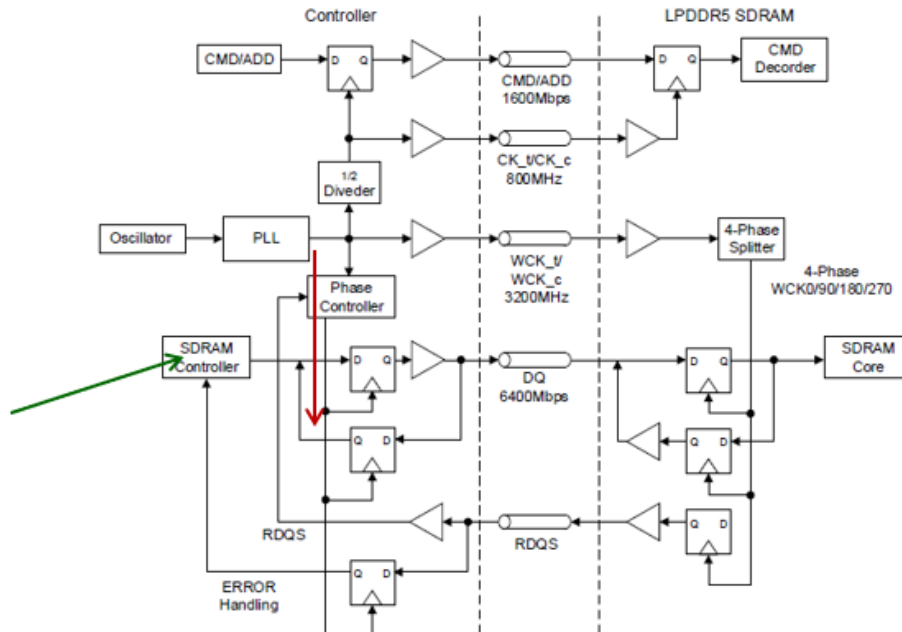 Controller
LPDDR5 SDRAM
CMD/ADD
D Q
CMD/ADD
1600Mbps
D Q
CMD
Decorder
CK_t/CK_c
800MHz
1/2
Diveder
Oscillator
PLL
WCK_t/
WCK_c
3200MHz
4-Phase
Splitter
4-Phase
WCK0/90/180/270
Phase
Controller
SDRAM
Controller
D Q
DQ
6400Mbps
D Q
SDRAM
Core
Q D
Q D
RDQS
RDQS
Q D
ERROR
Handling
Q D